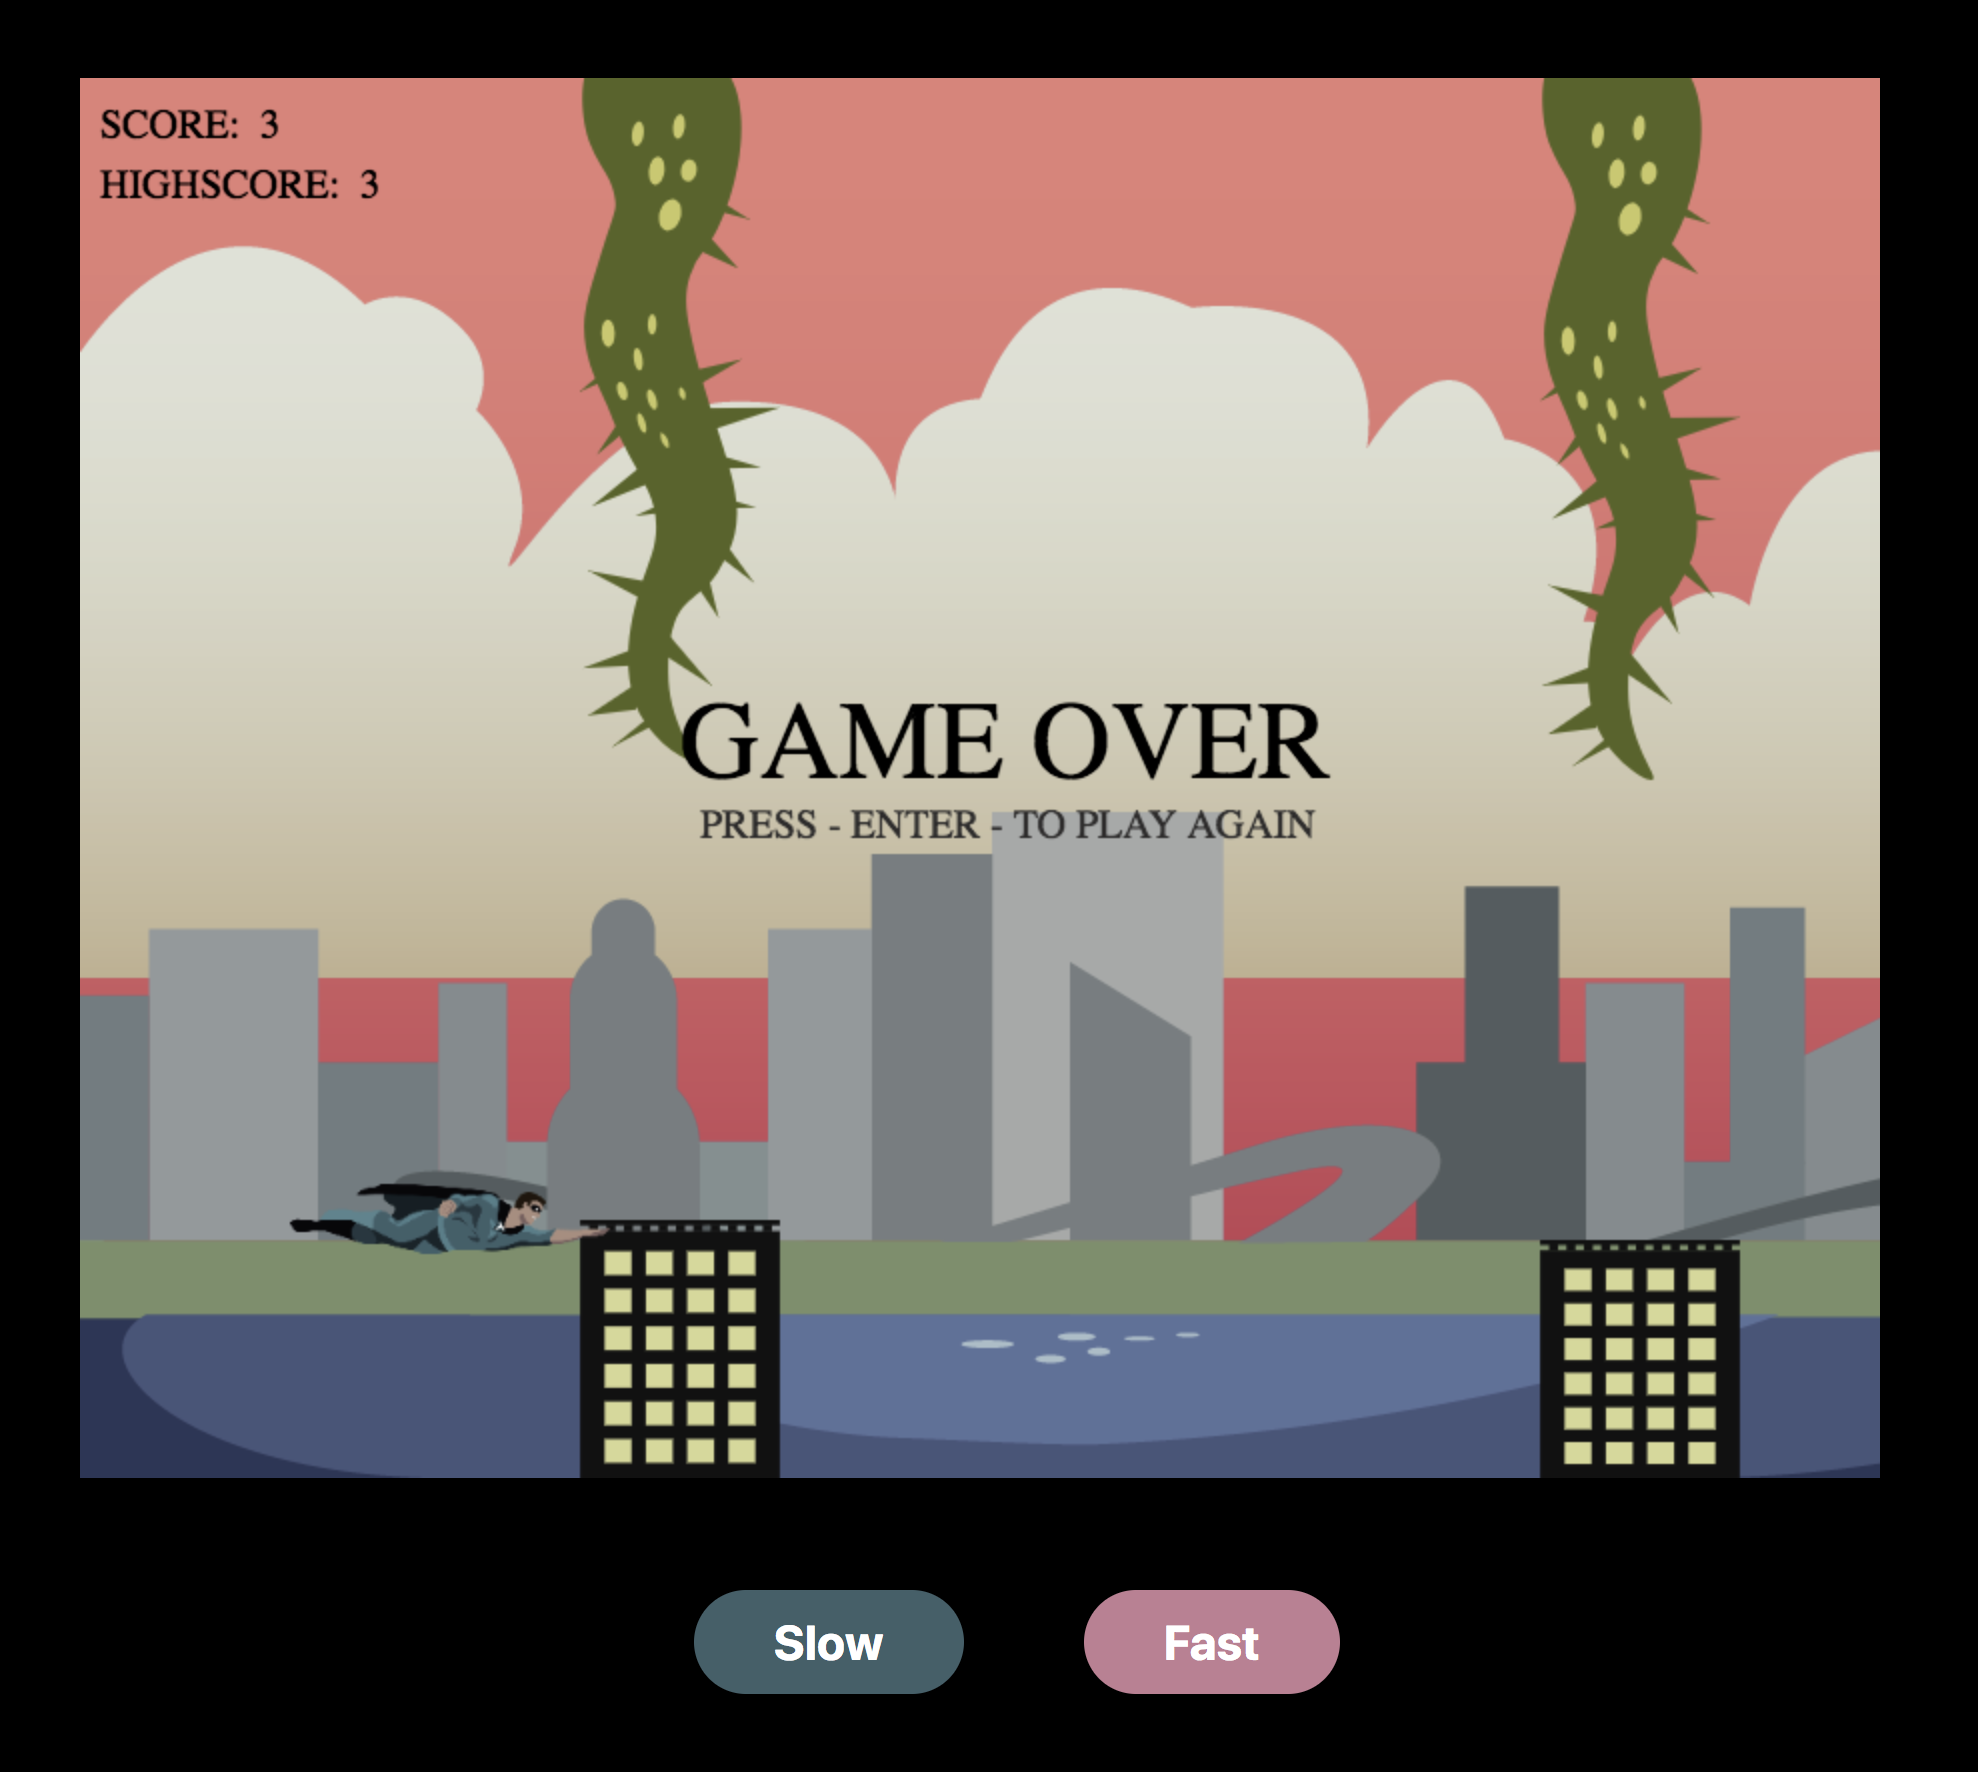 SCORE: 3
HIGHSCORE: 3
GAME OVER
PRESS - ENTER - TO PLAY AGAIN
Slow
Fast